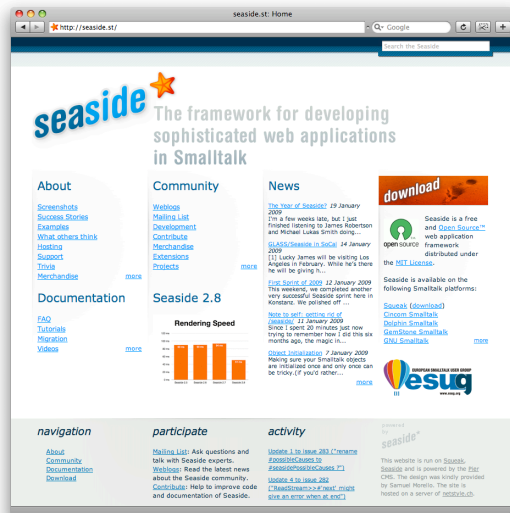 seaside.st: Home
http://seaside.st/
Google
Search the Seaside
seaside
The framework for developing
sophisticated web applications
in Smalltalk
About
Screenshots
Success Stories
Examples
What others think
Hosting
Support
Trivia
Merchandise
more
Community
Weblogs
Mailing List
Development
Contribute
Merchandise
Extensions
Projects
more
News
The Year of Seaside? 19 January
2009
I'm a few weeks late, but I just
finished listening to James Robertson
and Michael Lukas Smith doing...
GLASS/Seaside in SoCal 14 January
2009
[1] Lucky James will be visiting Los
Angeles in February. While he's there
he will be giving h...
First Sprint of 2009 12 January 2009
This weekend, we completed another
very successful Seaside sprint here in
Konstanz. We polished off ...
Note to self: getting rid of
/seaside/ 11 January 2009
Since I spent 20 minutes just now
trying to remember how I did this six
months ago, the magic in...
Object Initialization 7 January 2009
Making sure your Smalltalk objects
are initialized once and only once can
be tricky.(if you'd rather...
more
download
open source
Seaside is a free
and Open Source™
web application
framework
distributed under
the MIT License.
Seaside is available on the
following Smalltalk platforms:
Squeak (download)
Cincom Smalltalk
Dolphin Smalltalk
GemStone Smalltalk
GNU Smalltalk
more
EUROPEAN SMALLTALK USER GROUP
esug
www.esug.org
Documentation
FAQ
Tutorials
Migration
Videos
more
Seaside 2.8
Rendering Speed
navigation
About
Community
Documentation
Download
participate
Mailing List: Ask questions and
talk with Seaside experts.
Weblogs: Read the latest news
about the Seaside community.
Contribute: Help to improve code
and documentation of Seaside.
activity
Update 1 to issue 283 ("rename
#possibleCauses to
#seasidePossibleCauses ?")
Update 4 to issue 282
("ReadStream>>#'next' might
give an error when at end")
powered
by
seaside
This website is run on Squeak,
Seaside and is powered by the Pier
CMS. The design was kindly provided
by Samuel Morello. The site is
hosted on a server of netstyle.ch.